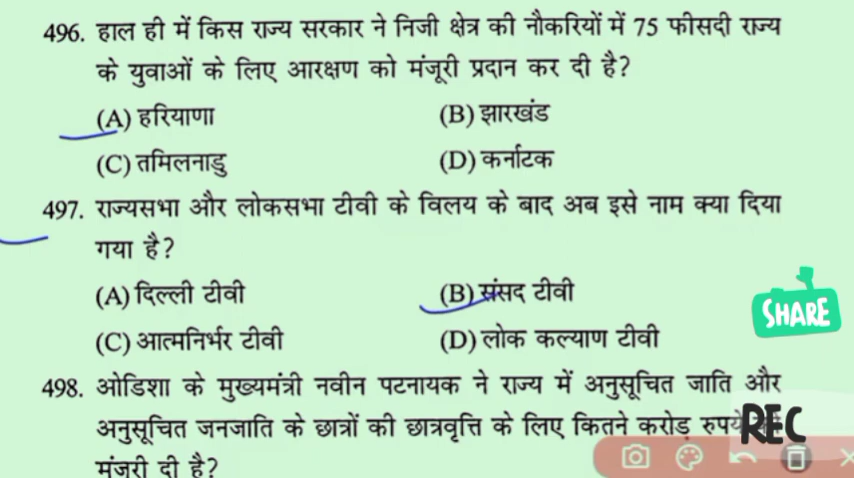 496. हाल ही में किस राज्य सरकार ने निजी क्षेत्र की नौकरियों में 75 फीसदी राज्य
के युवाओं के लिए आरक्षण को मंजूरी प्रदान कर दी है?
(A) हरियाणा (B) झारखंड
(C) तमिलनाडु (D) कर्नाटक
497. राज्यसभा और लोकसभा टीवी के विलय के बाद अब इसे नाम क्या दिया
गया है?
(A) दिल्ली टीवी (B) संसद टीवी
(C) आत्मनिर्भर टीवी (D) लोक कल्याण टीवी
SHARE
498. ओडिशा के मुख्यमंत्री नवीन पटनायक ने राज्य में अनुसूचित जाति और
अनुसूचित जनजाति के छात्रों की छात्रवृत्ति के लिए कितने करोड़ रुपये
REC
मंजूरी दी है?